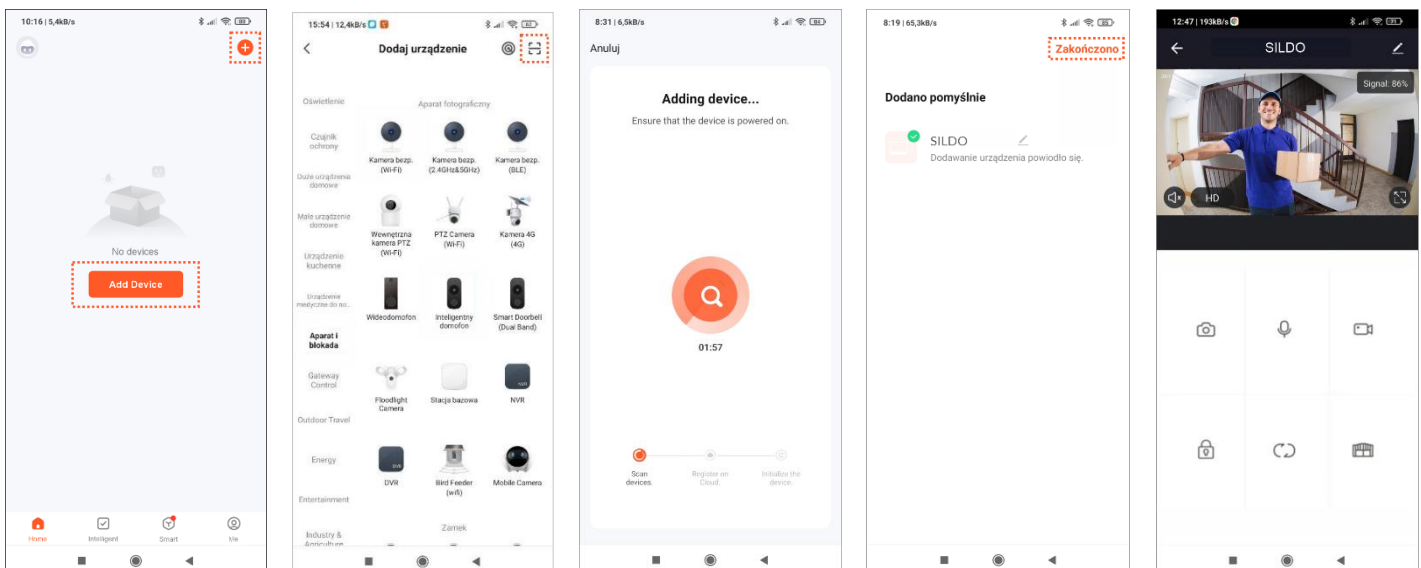 10:16 | 5,4kB/s
No devices
Add Device
Home
Intelligent
Smart
Me
15:54 | 12,4kB/s
Dodaj urządzenie
Oświetlenie
Czujnik
ochrony
Duże urządzenia
domowe
Małe urządzenie
domowe
Urządzenie
kuchenne
Urządzenie
medyczne do no...
Aparat i
blokada
Gateway
Control
Outdoor Travel
Energy
Entertainment
Industry &
Agriculture
Aparat fotograficzny
Kamera bezp.
(Wi-Fi)
Kamera bezp.
(2.4GHz&5GHz)
Kamera bezp.
(BLE)
Wewnętrzna
kamera PTZ
(Wi-Fi)
PTZ Camera
(Wi-Fi)
Kamera 4G
(4G)
Wideodomofon
Inteligentny
domofon
Smart Doorbell
(Dual Band)
Floodlight
Camera
Stacja bazowa
NVR
DVR
Bird Feeder
(wifi)
Mobile Camera
Zamek
8:31 | 6,5kB/s
Anuluj
Adding device...
Ensure that the device is powered on.
01:57
Scan
devices.
Register on
Cloud.
Initialize the
device.
8:19 | 65,3kB/s
Zakończono
Dodano pomyślnie
SILDO
Dodawanie urządzenia powiodło się.
12:47 | 193kB/s
SILDO
Signal: 86%
HD